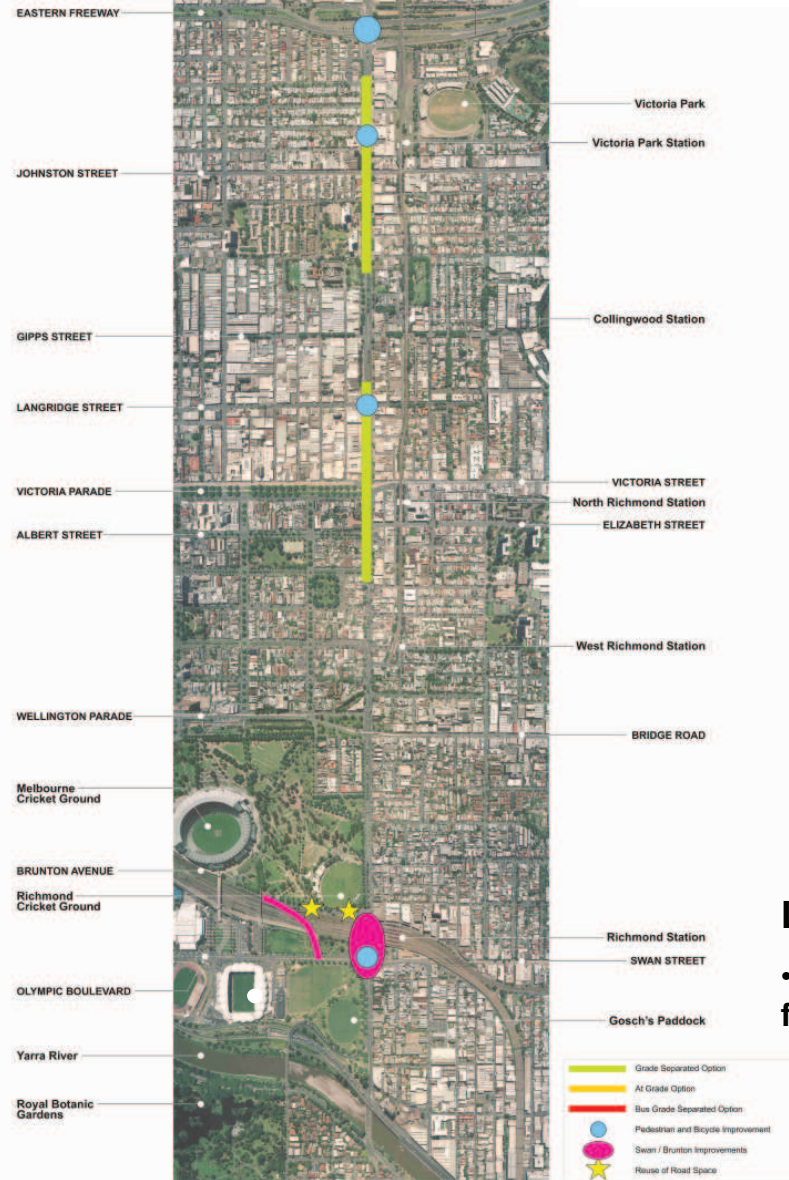 EASTERN FREEWAY
Victoria Park
Victoria Park Station
JOHNSTON STREET
Collingwood Station
GIPPS STREET
LANGRIDGE STREET
VICTORIA STREET
VICTORIA PARADE
North Richmond Station
ELIZABETH STREET
ALBERT STREET
West Richmond Station
WELLINGTON PARADE
BRIDGE ROAD
Melbourne
Cricket Ground
BRUNTON AVENUE
Richmond
Cricket Ground
Richmond Station
SWAN STREET
OLYMPIC BOULEVARD
Gosch's Paddock
Yarra River
Royal Botanic
Gardens
Grade Separated Option
At Grade Option
Bus Grade Separated Option
Pedestrian and Bicycle Improvement
Swan / Brunton Improvements
Reuse of Road Space